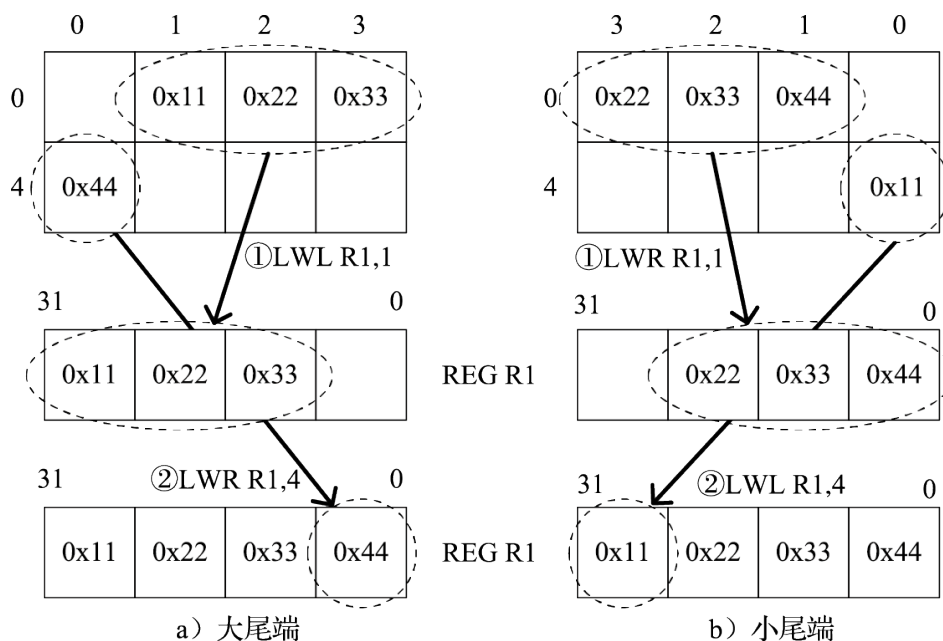 0 1 2 3
0 0x11 0x22 0x33
4 0x44
①LWL R1,1
31 0
0x11 0x22 0x33
②LWR R1,4
31 0
0x11 0x22 0x33 0x44
a）大尾端
REG R1
REG R1
3 2 1 0
0 0x22 0x33 0x44
4 0x11
①LWR R1,1
31 0
0x22 0x33 0x44
②LWL R1,4
31 0
0x11 0x22 0x33 0x44
b）小尾端